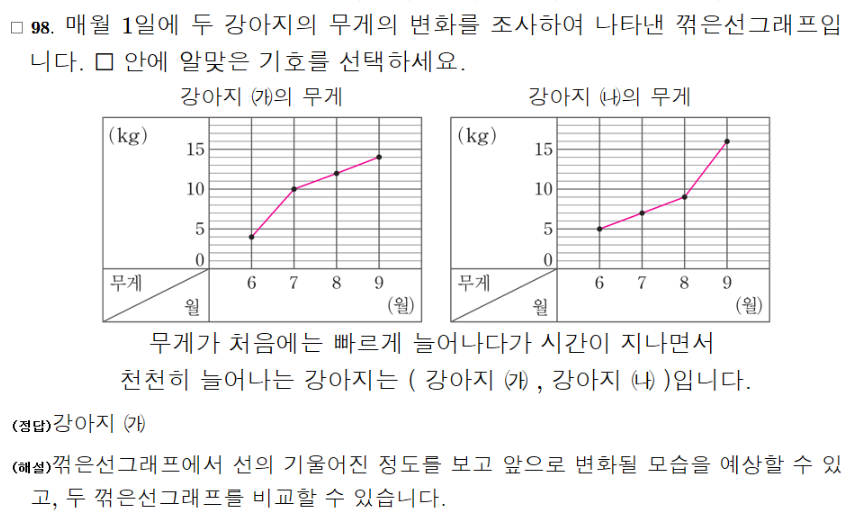 □ 98. 매월 1일에 두 강아지의 무게의 변화를 조사하여 나타낸 꺾은선그래프입
니다. □ 안에 알맞은 기호를 선택하세요.
강아지 ㈎의 무게
(kg)
15
10
5
0
무게
월
6 7 8 9
(월)
강아지 ㈏의 무게
(kg)
15
10
5
0
무게
월
6 7 8 9
(월)
무게가 처음에는 빠르게 늘어나다가 시간이 지나면서
천천히 늘어나는 강아지는 ( 강아지 ㈎ , 강아지 ㈏ )입니다.
(정답)강아지 ㈎
(해설)꺾은선그래프에서 선의 기울어진 정도를 보고 앞으로 변화될 모습을 예상할 수 있
고, 두 꺾은선그래프를 비교할 수 있습니다.